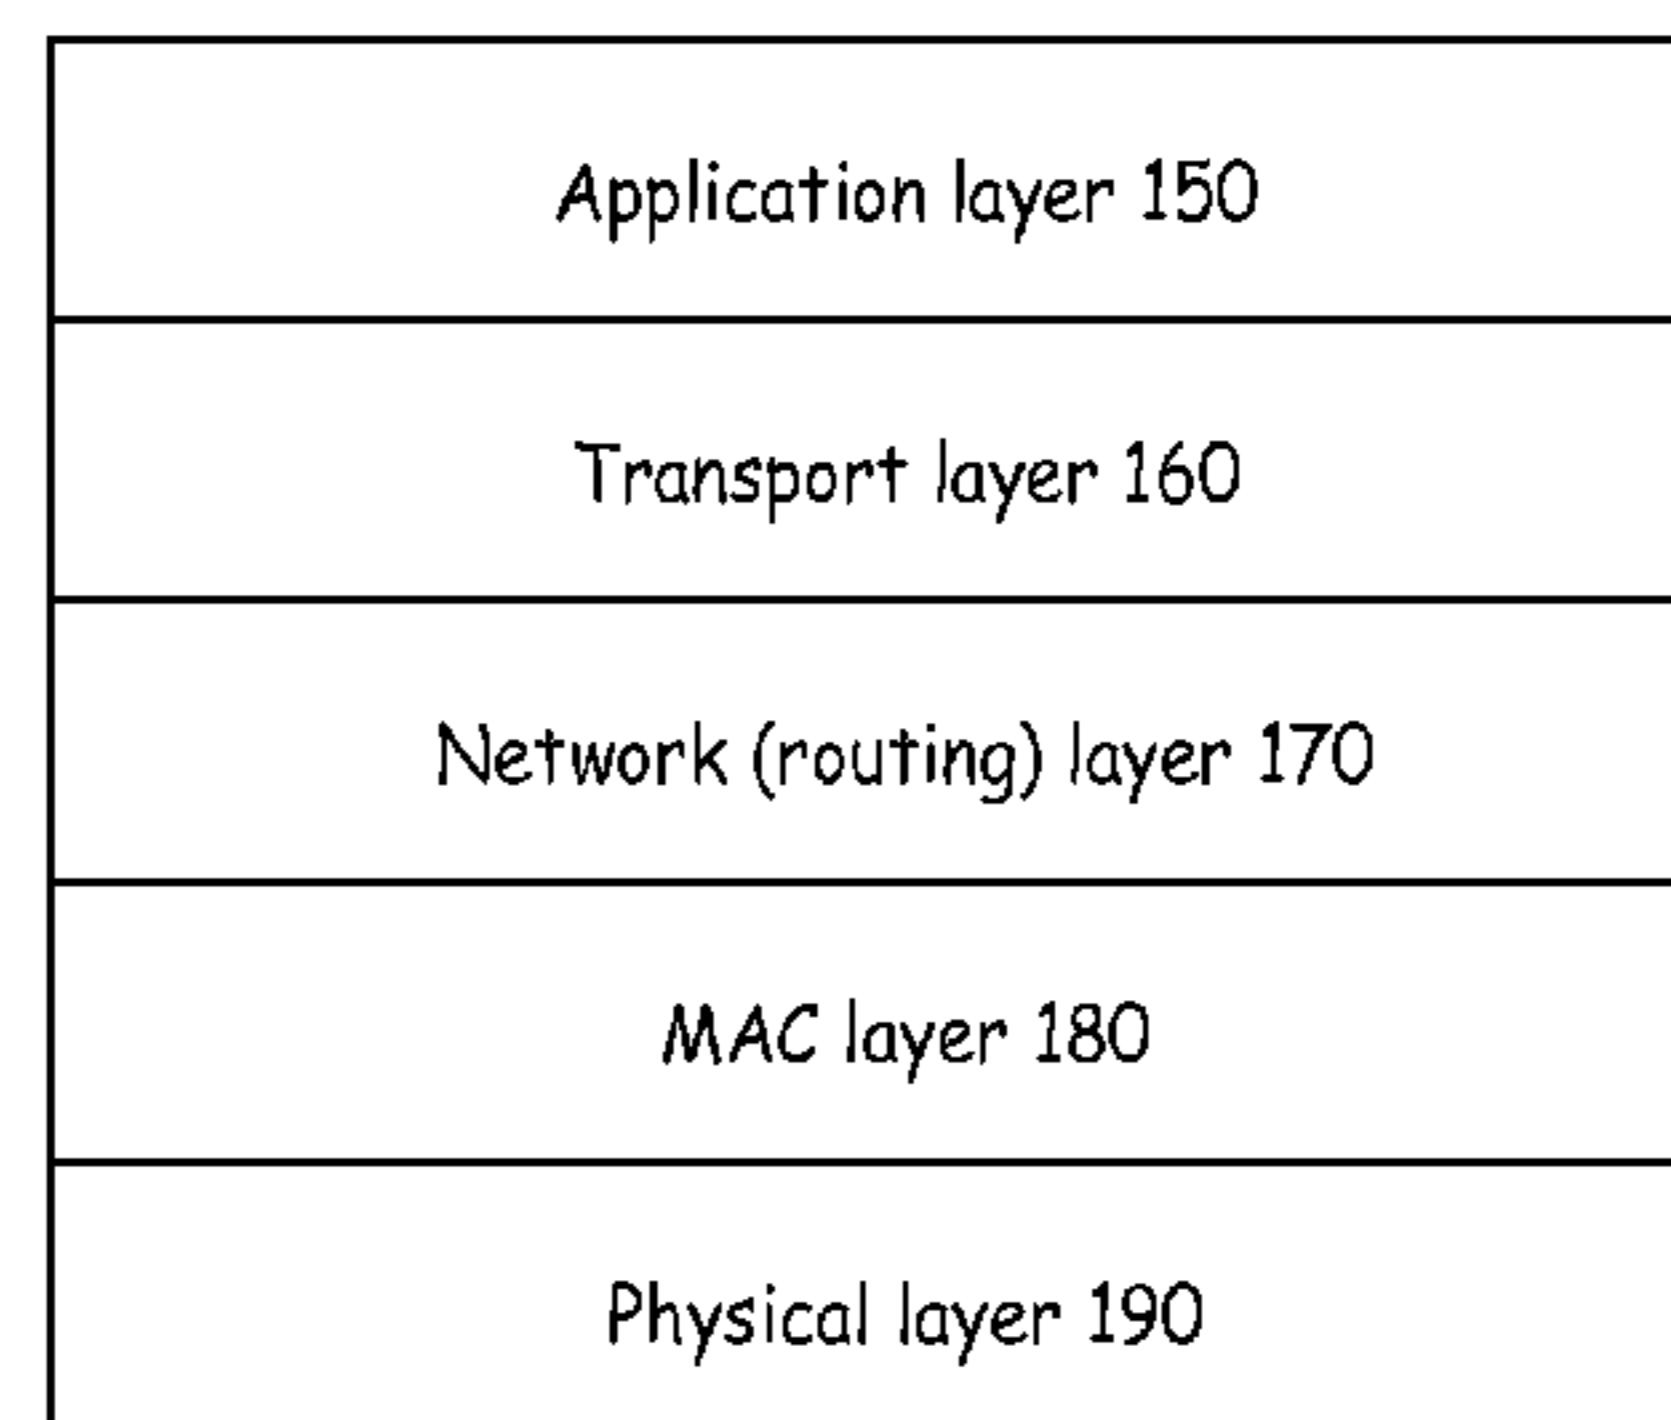 Application layer 150
Transport layer 160
Network (routing) layer 170
MAC layer 180
Physical layer 190